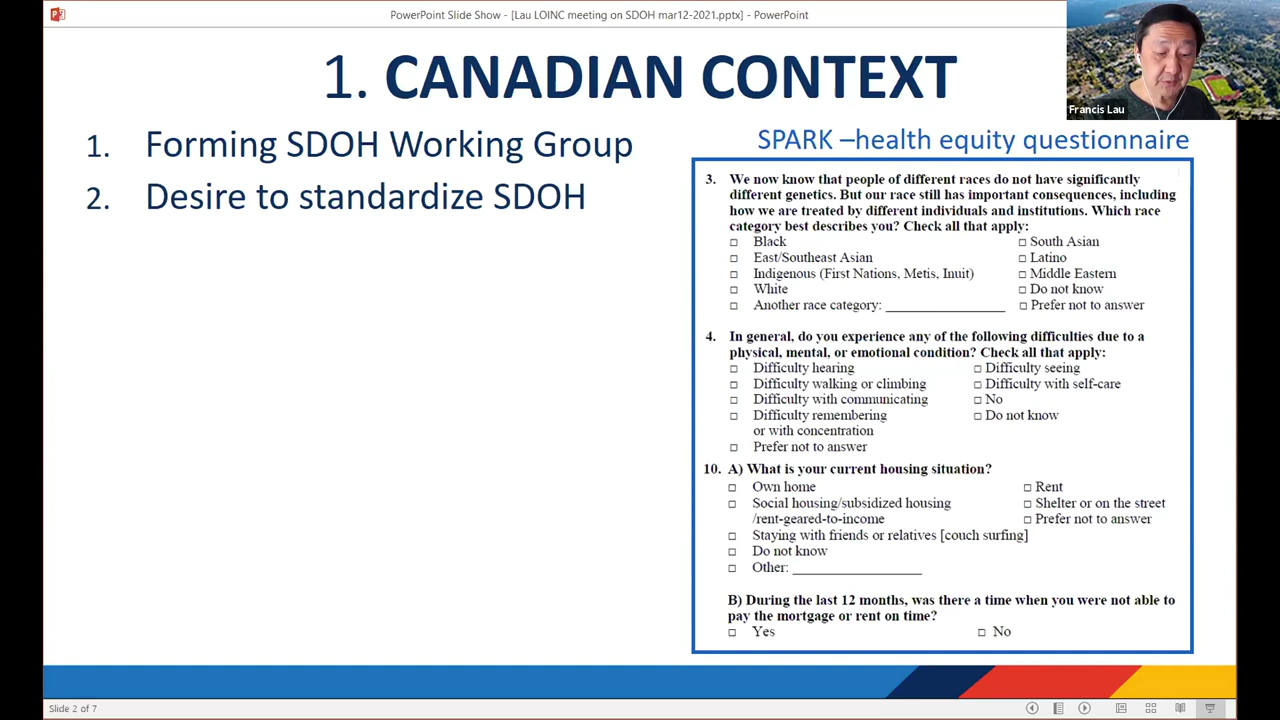 PowerPoint Slide Show - [Lau LOINC meeting on SDOH mar12-2021.pptx] - PowerPoint
Francis Lau
1. CANADIAN CONTEXT
1. Forming SDOH Working Group
2. Desire to standardize SDOH
SPARK –health equity questionnaire
3. We now know that people of different races do not have significantly
different genetics. But our race still has important consequences, including
how we are treated by different individuals and institutions. Which race
category best describes you? Check all that apply:
□ Black □ South Asian
□ East/Southeast Asian □ Latino
□ Indigenous (First Nations, Metis, Inuit) □ Middle Eastern
□ White □ Do not know
□ Another race category: ________________ □ Prefer not to answer
4. In general, do you experience any of the following difficulties due to a
physical, mental, or emotional condition? Check all that apply:
□ Difficulty hearing □ Difficulty seeing
□ Difficulty walking or climbing □ Difficulty with self-care
□ Difficulty with communicating □ No
□ Difficulty remembering □ Do not know
or with concentration
□ Prefer not to answer
10. A) What is your current housing situation?
□ Own home □ Rent
□ Social housing/subsidized housing □ Shelter or on the street
/rent-geared-to-income □ Prefer not to answer
□ Staying with friends or relatives [couch surfing]
□ Do not know
□ Other: __________________
B) During the last 12 months, was there a time when you were not able to
pay the mortgage or rent on time?
□ Yes □ No
Slide 2 of 7